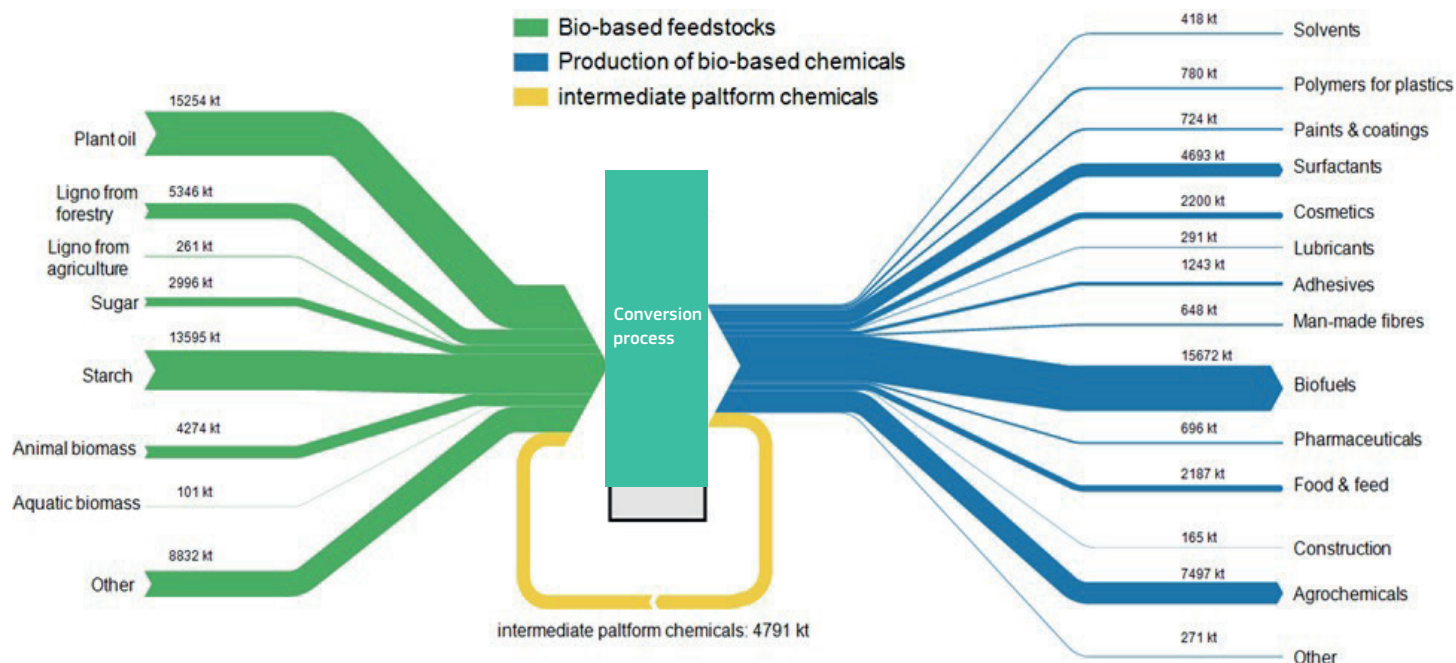 Bio-based feedstocks
Production of bio-based chemicals
intermediate paltform chemicals
15254 kt
Plant oil
5346 kt
Ligno from
forestry
261 kt
Ligno from
agriculture
2996 kt
Sugar
13595 kt
Starch
4274 kt
Animal biomass
101 kt
Aquatic biomass
8832 kt
Other
Conversion
process
intermediate paltform chemicals: 4791 kt
418 kt
Solvents
780 kt
Polymers for plastics
724 kt
Paints & coatings
4693 kt
Surfactants
2200 kt
Cosmetics
291 kt
Lubricants
1243 kt
Adhesives
648 kt
Man-made fibres
15672 kt
Biofuels
696 kt
Pharmaceuticals
2187 kt
Food & feed
165 kt
Construction
7497 kt
Agrochemicals
271 kt
Other